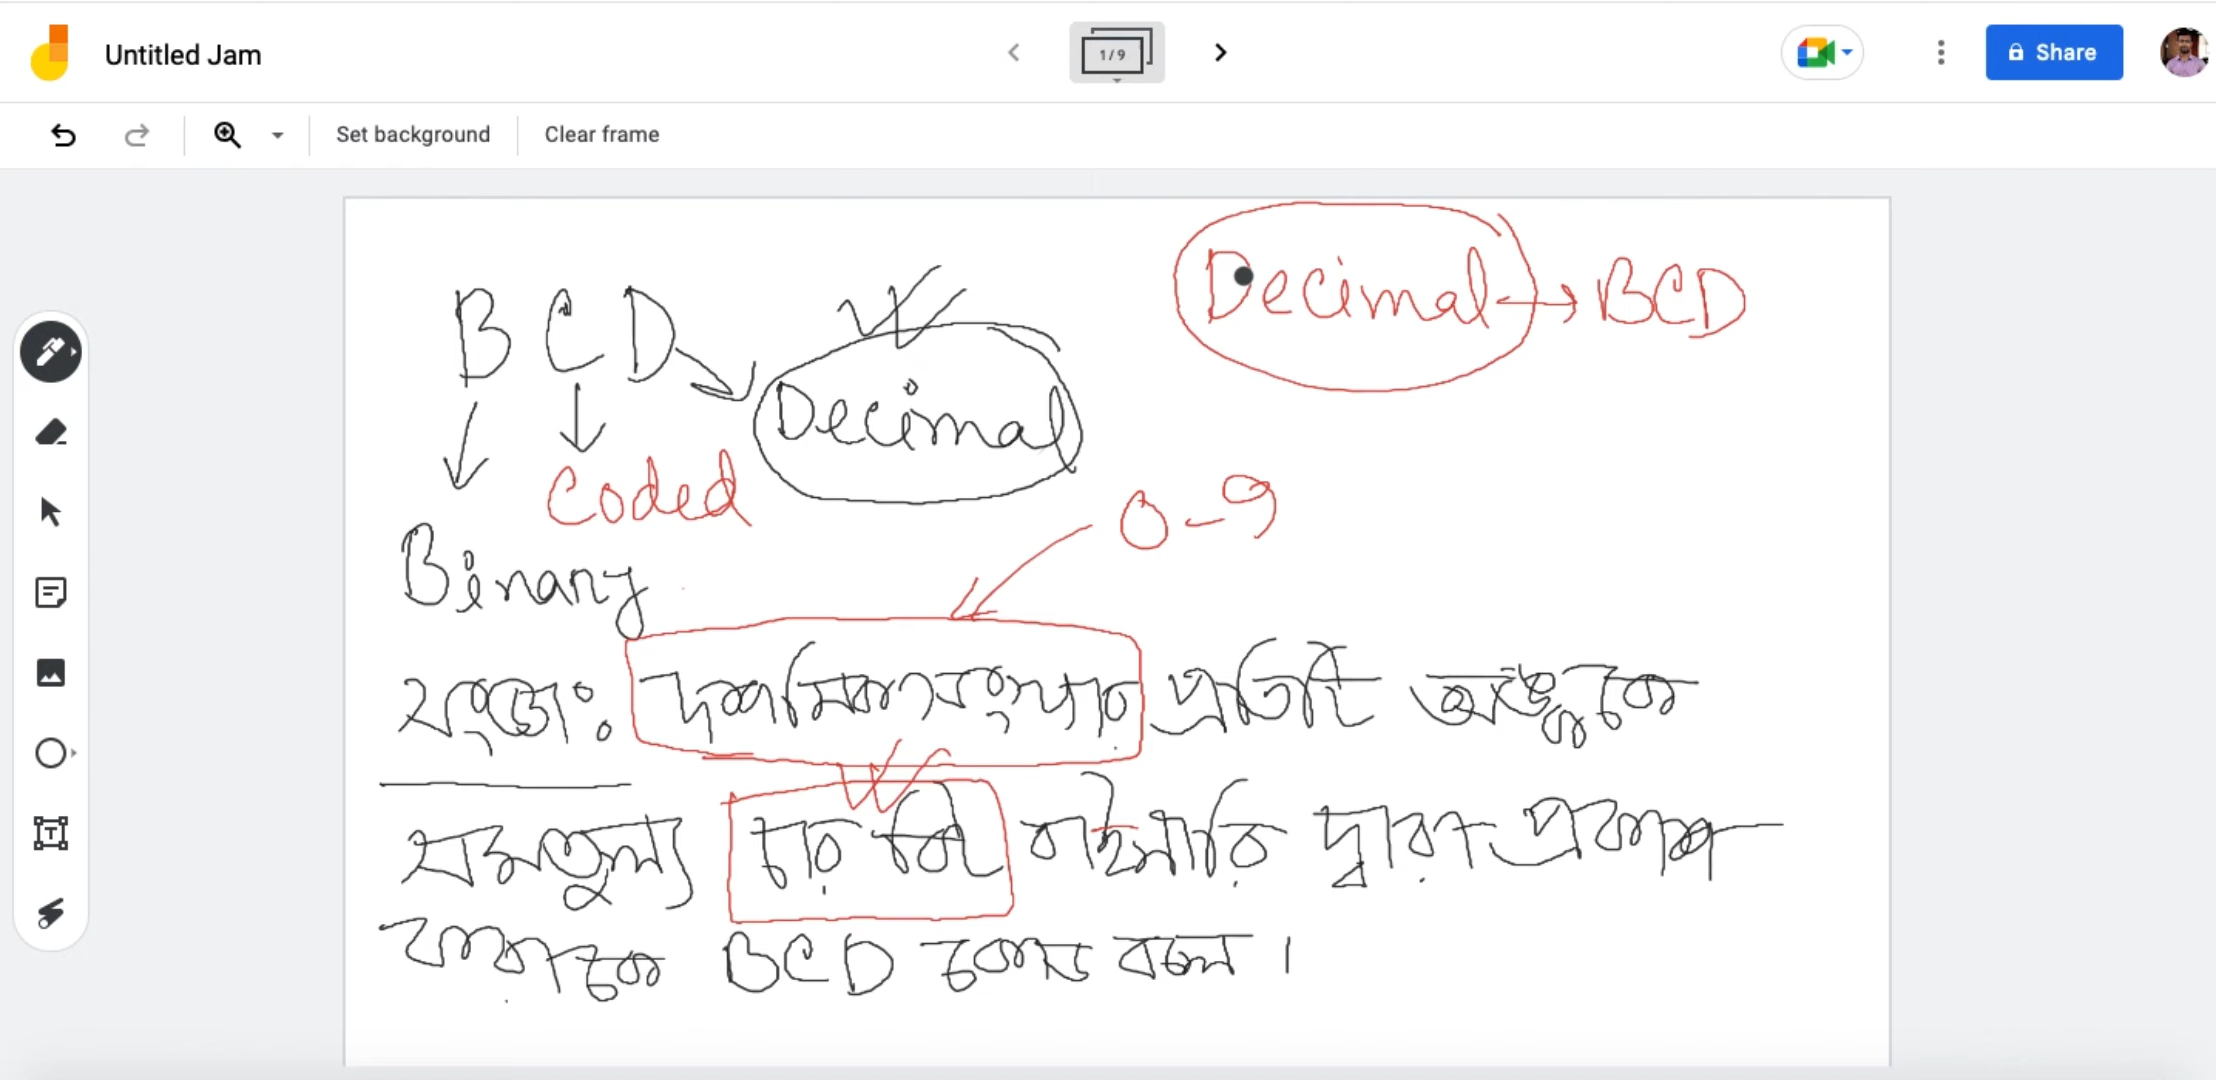 Untitled Jam
1/9
Share
Set background
Clear frame
BCD
Decimal
Decimal → BCD
Coded
0-9
Binary
সংজ্ঞাঃ দশমিক সংখ্যার প্রতিটি অঙ্ককে
সমতুল্য চার বিট বাইনারি দ্বারা প্রকাশ
করাকে BCD কোড বলে।